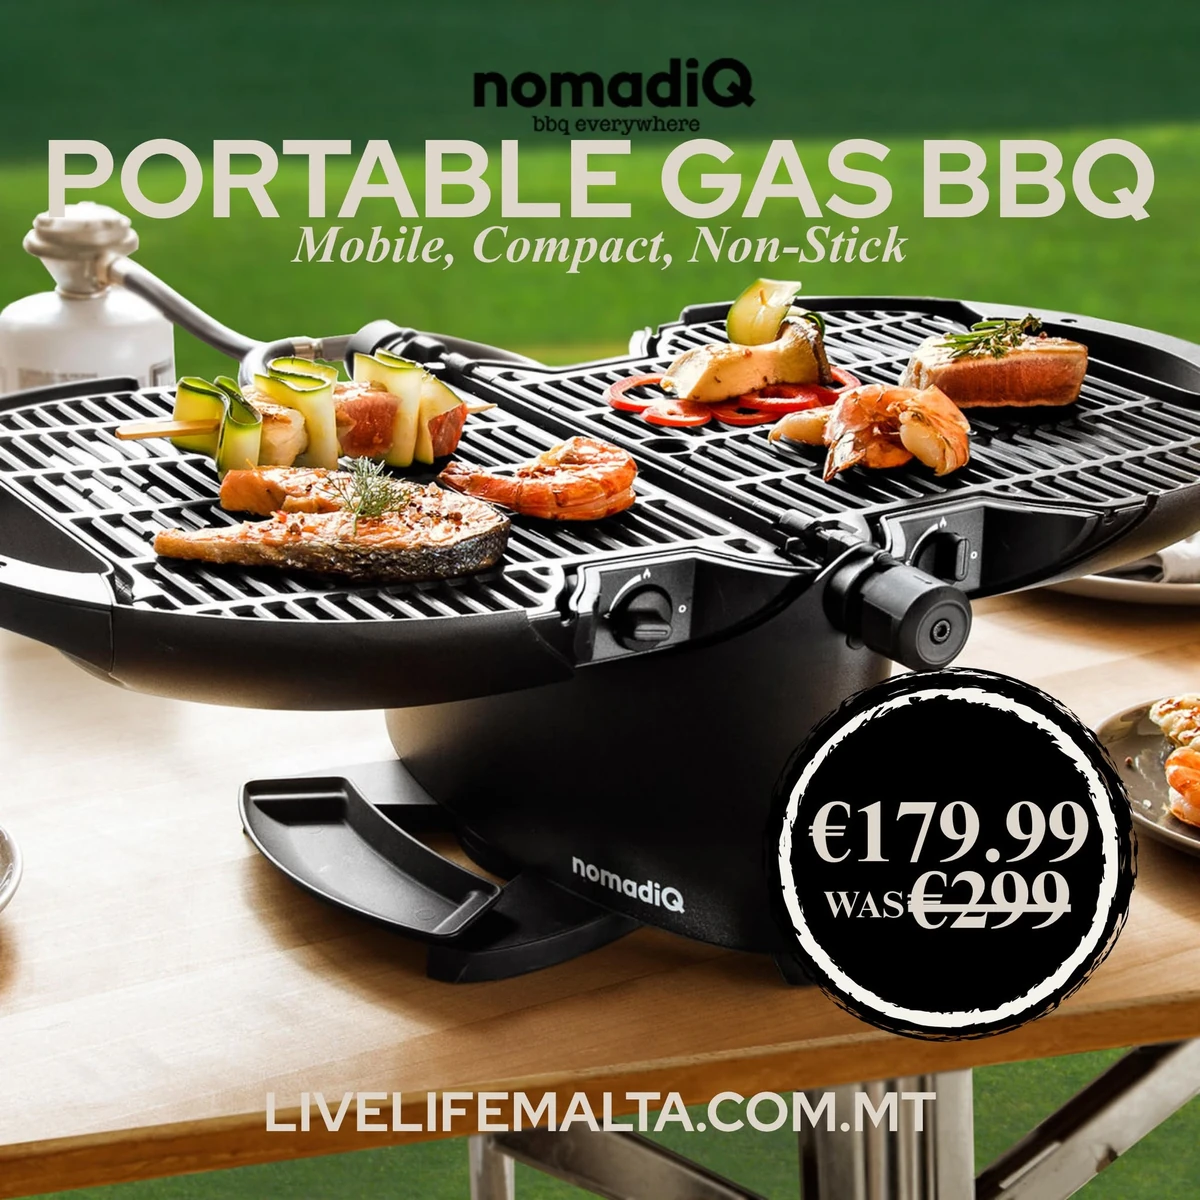 nomadiQ
bbq everywhere
PORTABLE GAS BBQ
Mobile, Compact, Non-Stick
nomadiQ
€179.99
WAS €299
LIVELIFEMALTA.COM.MT